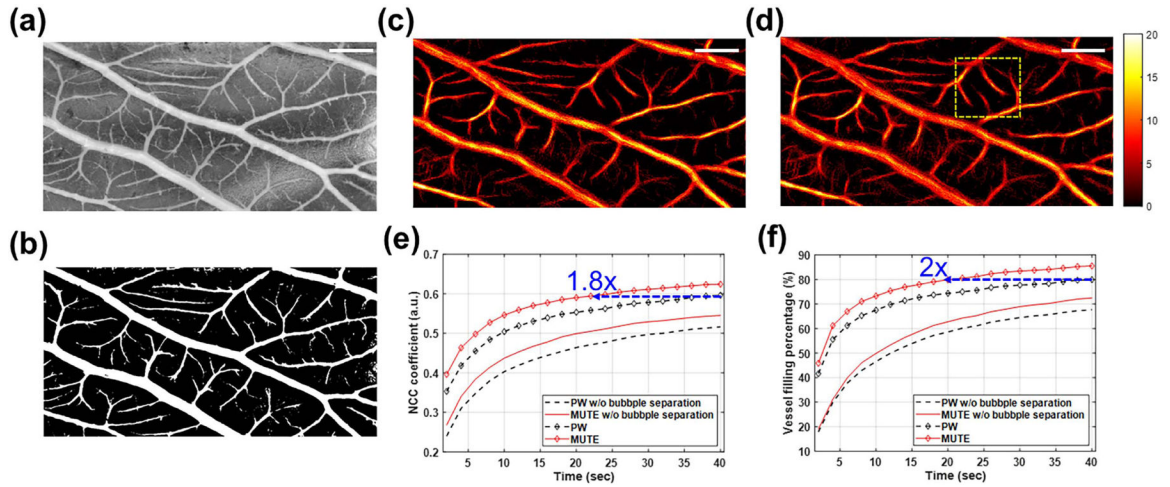 (a)
(c)
(d)
20
15
10
5
0
(b)
(e)
(f)
0.7
0.6
0.5
0.4
0.3
0.2
NCC coefficient (a.u.)
1.8x
PW w/o bubbple separation
MUTE w/o bubbple separation
PW
MUTE
5 10 15 20 25 30 35 40
Time (sec)
90
80
70
60
50
40
30
20
10
Vessel filling percentage (%)
2x
PW w/o bubbple separation
MUTE w/o bubbple separation
PW
MUTE
5 10 15 20 25 30 35 40
Time (sec)